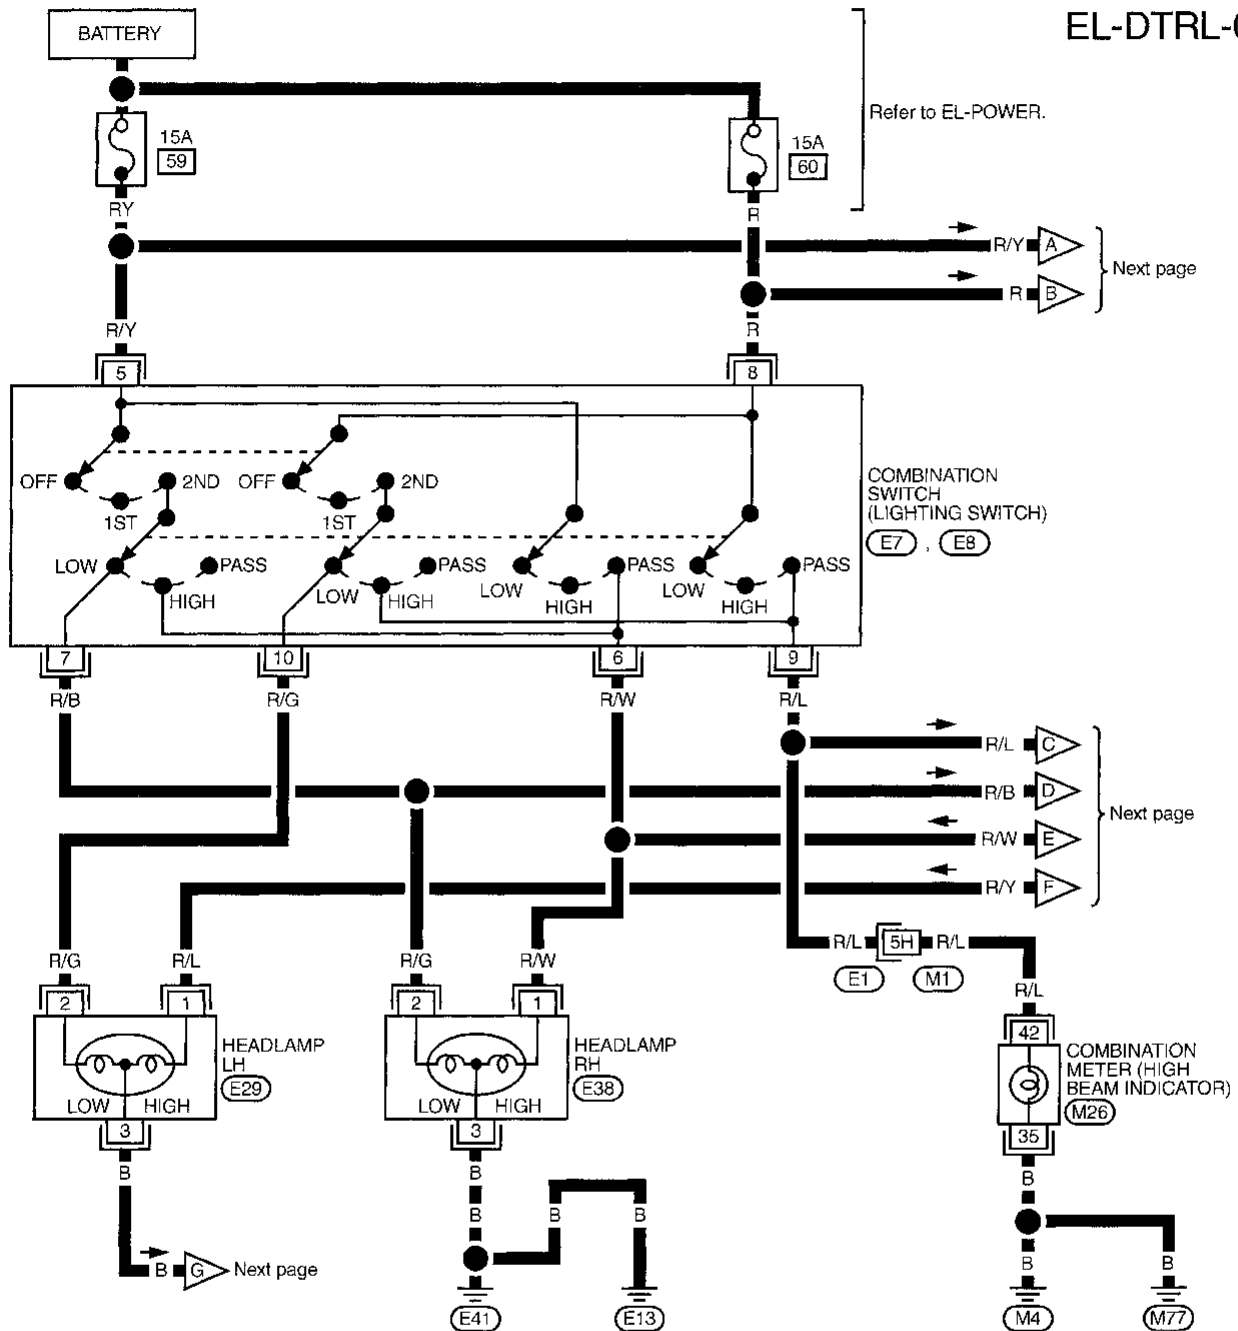 EL-DTRL-
BATTERY
Refer to EL-POWER.
15A
59
15A
60
RY
R
R/Y A
Next page
R B
R/Y
R
5
8
OFF 2ND OFF 2ND
1ST 1ST
COMBINATION
SWITCH
(LIGHTING SWITCH)
E7 , E8
LOW PASS LOW PASS LOW PASS LOW PASS
HIGH HIGH HIGH HIGH
7 10 6 9
R/B R/G R/W R/L
R/L C
R/B D
Next page
R/W E
R/Y F
R/L 5H R/L
E1 M1
R/G R/L R/G R/W
R/L
2 1 2 1
42
HEADLAMP
LH
E29
HEADLAMP
RH
E38
COMBINATION
METER (HIGH
BEAM INDICATOR)
M26
LOW HIGH LOW HIGH
3 3
35
B B B
B B B
B G Next page
B B
E41 E13 M4 M77